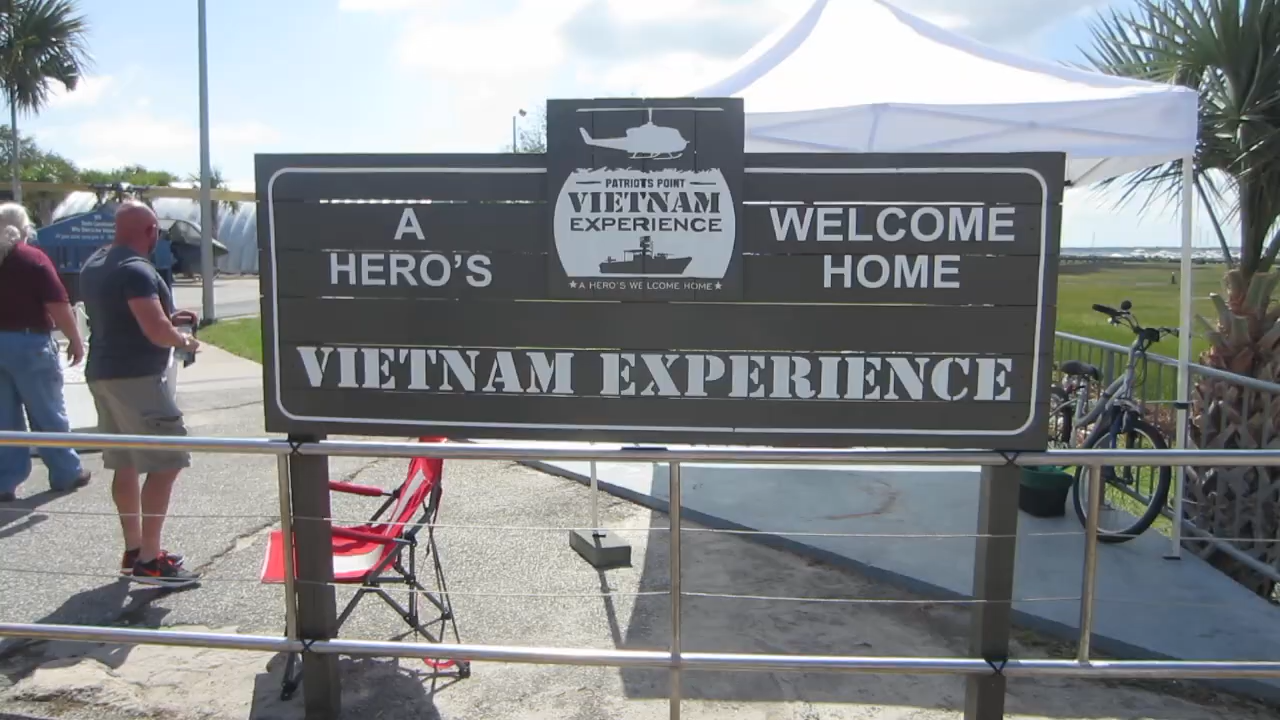 A
HERO'S
PATRIOTS POINT
VIETNAM
EXPERIENCE
★A HERO'S WELCOME HOME★
WELCOME
HOME
VIETNAM EXPERIENCE